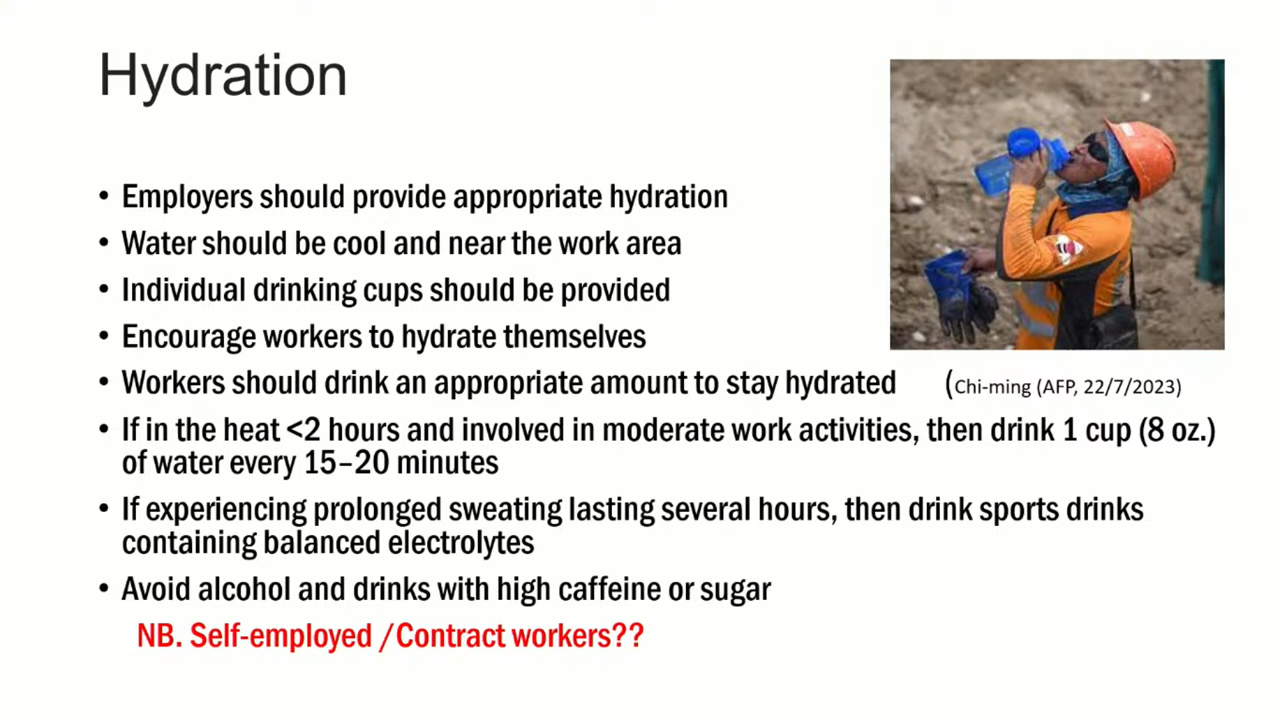 Hydration
• Employers should provide appropriate hydration
• Water should be cool and near the work area
• Individual drinking cups should be provided
• Encourage workers to hydrate themselves
• Workers should drink an appropriate amount to stay hydrated
(Chi-ming (AFP, 22/7/2023)
• If in the heat <2 hours and involved in moderate work activities, then drink 1 cup (8 oz.)
of water every 15–20 minutes
• If experiencing prolonged sweating lasting several hours, then drink sports drinks
containing balanced electrolytes
• Avoid alcohol and drinks with high caffeine or sugar
NB. Self-employed /Contract workers??